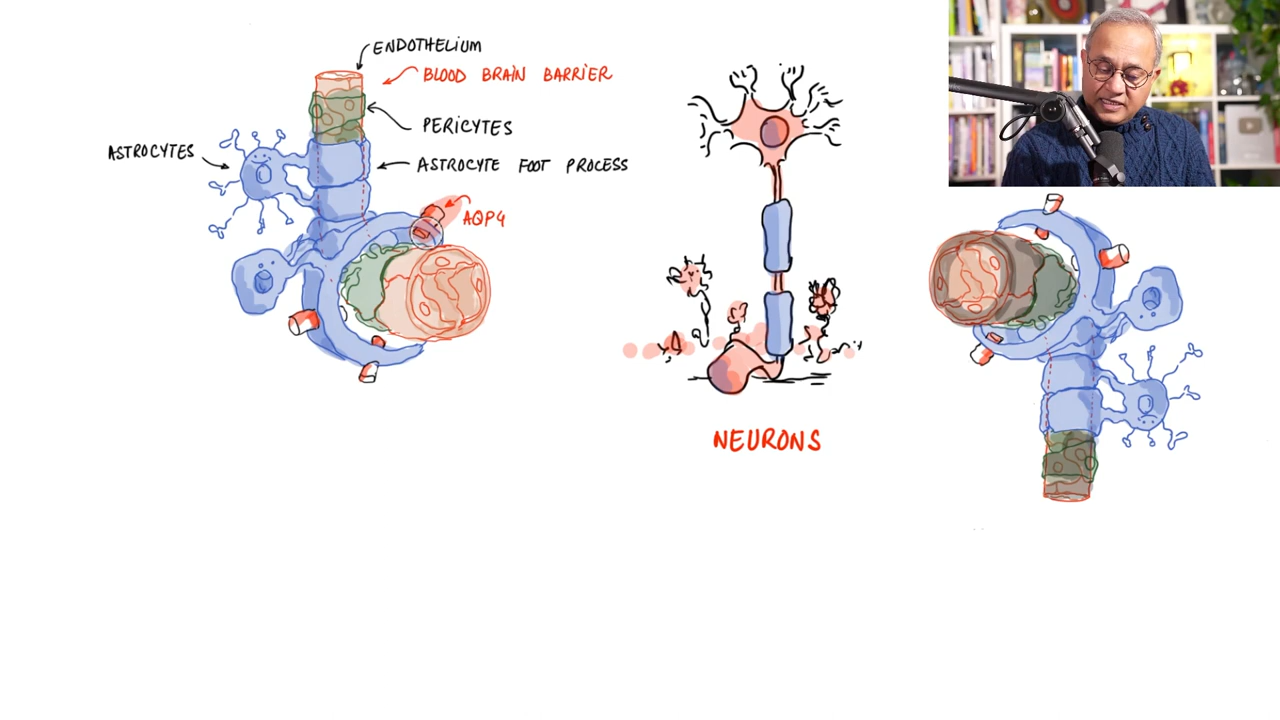 ENDOTHELIUM
BLOOD BRAIN BARRIER
PERICYTES
ASTROCYTES
ASTROCYTE FOOT PROCESS
AQP4
NEURONS